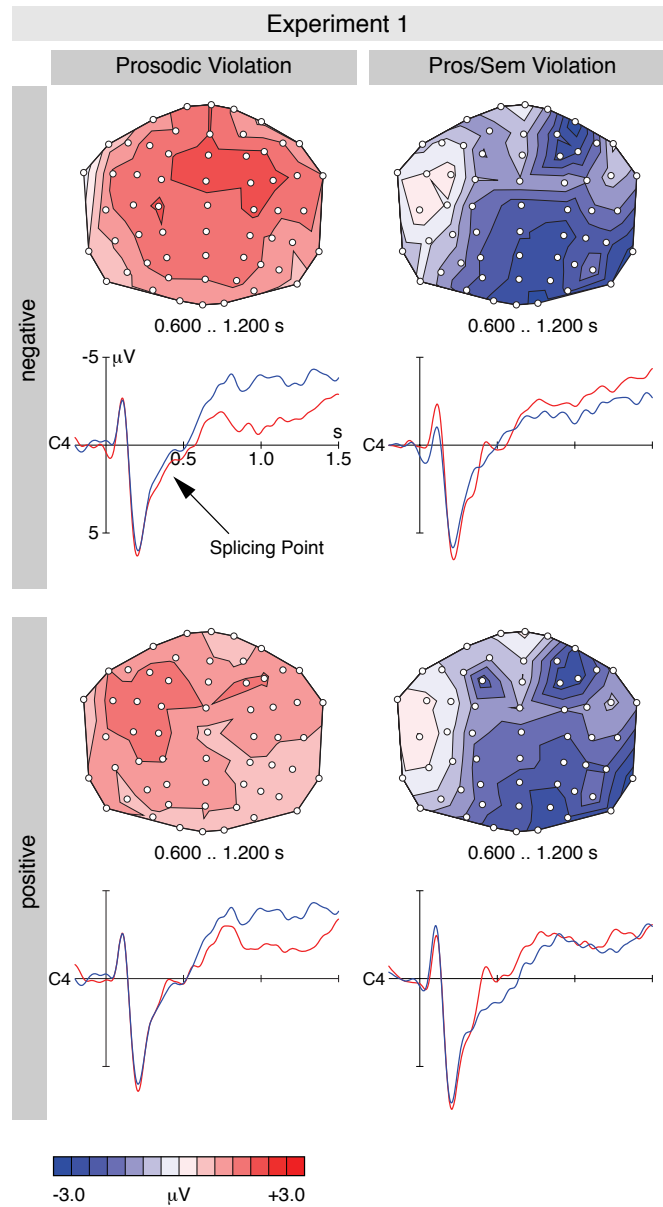 Experiment 1
Prosodic Violation
Pros/Sem Violation
negative
0.600 .. 1.200 s
0.600 .. 1.200 s
-5
μV
C4
0.5
1.0
1.5
s
5
Splicing Point
C4
positive
0.600 .. 1.200 s
0.600 .. 1.200 s
C4
C4
-3.0
μV
+3.0